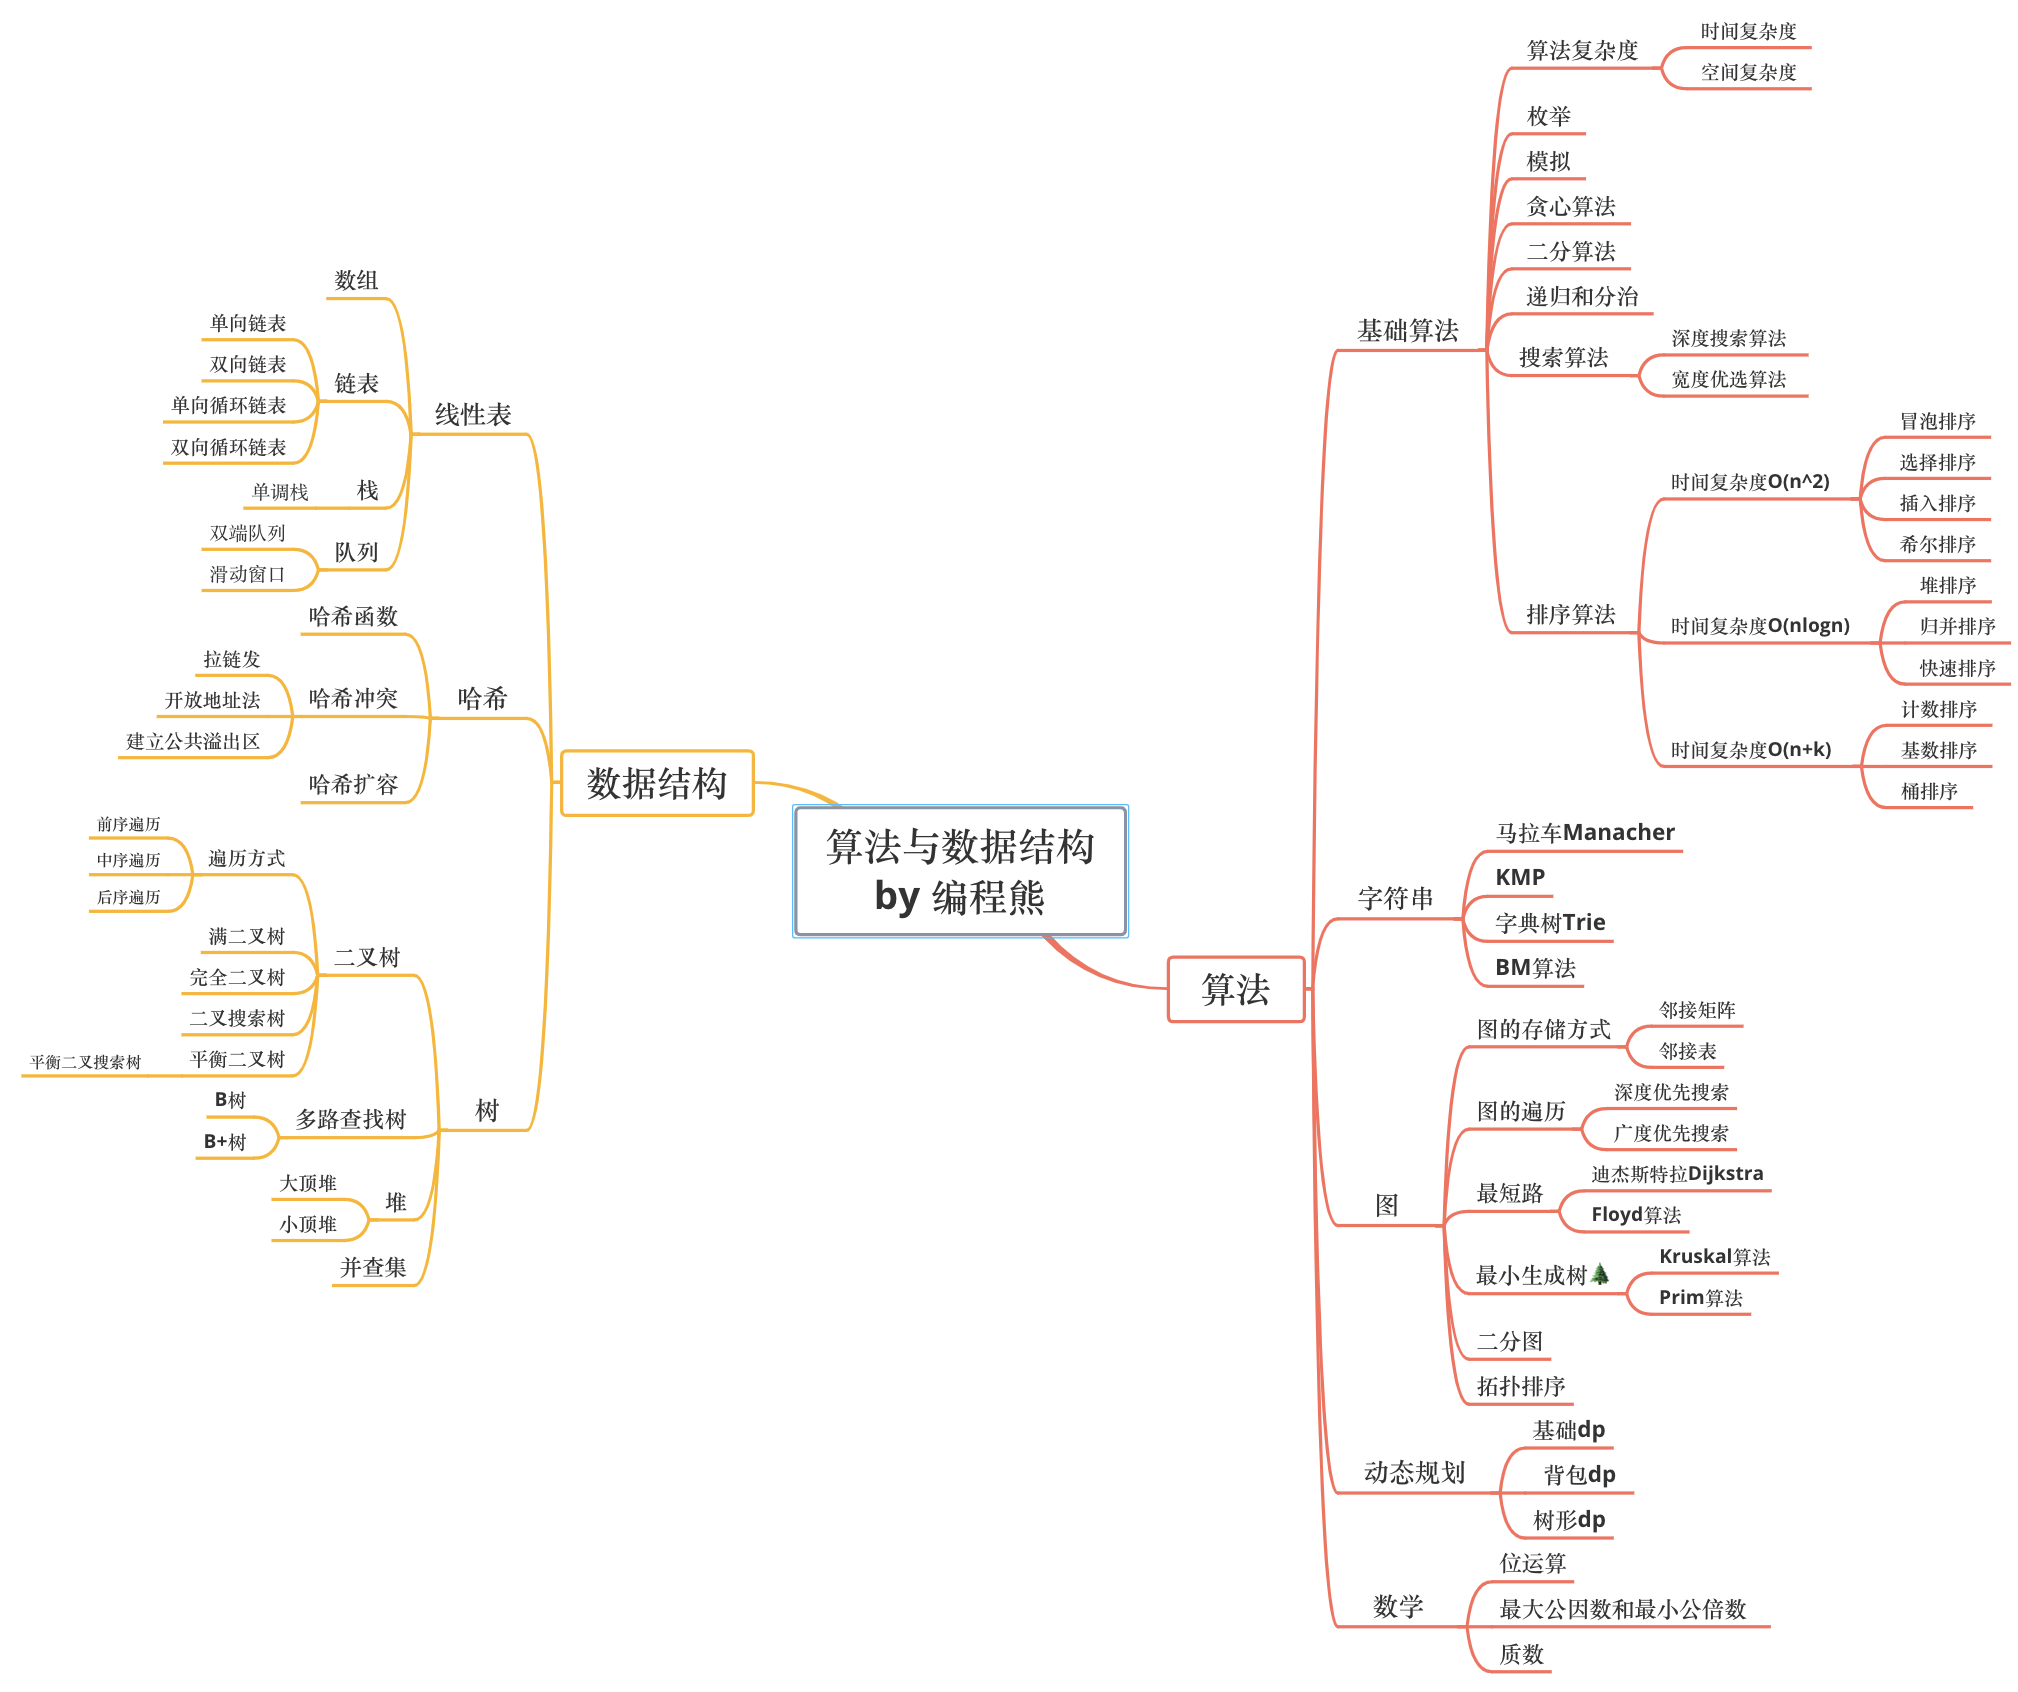 算法与数据结构
by 编程熊
数据结构
线性表
数组
链表
单向链表
双向链表
单向循环链表
双向循环链表
栈
单调栈
队列
双端队列
滑动窗口
哈希
哈希函数
哈希冲突
拉链发
开放地址法
建立公共溢出区
哈希扩容
树
二叉树
遍历方式
前序遍历
中序遍历
后序遍历
满二叉树
完全二叉树
二叉搜索树
平衡二叉树
平衡二叉搜索树
多路查找树
B树
B+树
堆
大顶堆
小顶堆
并查集
算法
基础算法
算法复杂度
时间复杂度
空间复杂度
枚举
模拟
贪心算法
二分算法
递归和分治
搜索算法
深度搜索算法
宽度优选算法
排序算法
时间复杂度O(n^2)
冒泡排序
选择排序
插入排序
希尔排序
时间复杂度O(nlogn)
堆排序
归并排序
快速排序
时间复杂度O(n+k)
计数排序
基数排序
桶排序
字符串
马拉车Manacher
KMP
字典树Trie
BM算法
图
图的存储方式
邻接矩阵
邻接表
图的遍历
深度优先搜索
广度优先搜索
最短路
迪杰斯特拉Dijkstra
Floyd算法
最小生成树🌲
Kruskal算法
Prim算法
二分图
拓扑排序
动态规划
基础dp
背包dp
树形dp
数学
位运算
最大公因数和最小公倍数
质数